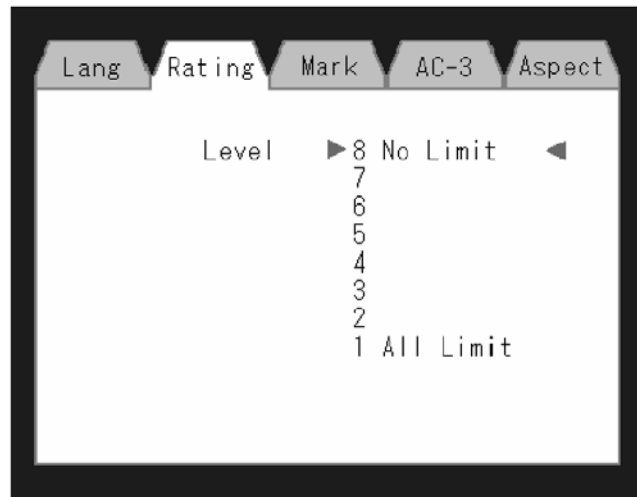 Lang Rating Mark AC-3 Aspect
Level ▶8 No Limit ◀
7
6
5
4
3
2
1 All Limit